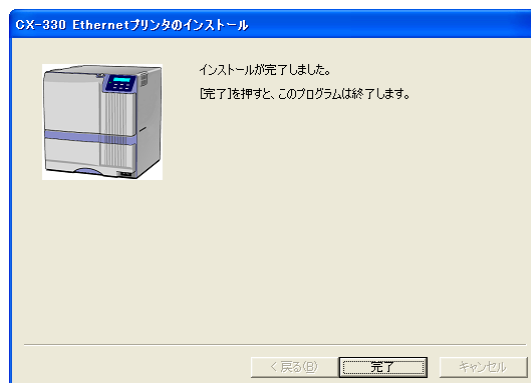 CX-330 Ethernetプリンタのインストール
インストールが完了しました。
[完了]を押すと、このプログラムは終了します。
< 戻る(B)
完了
キャンセル